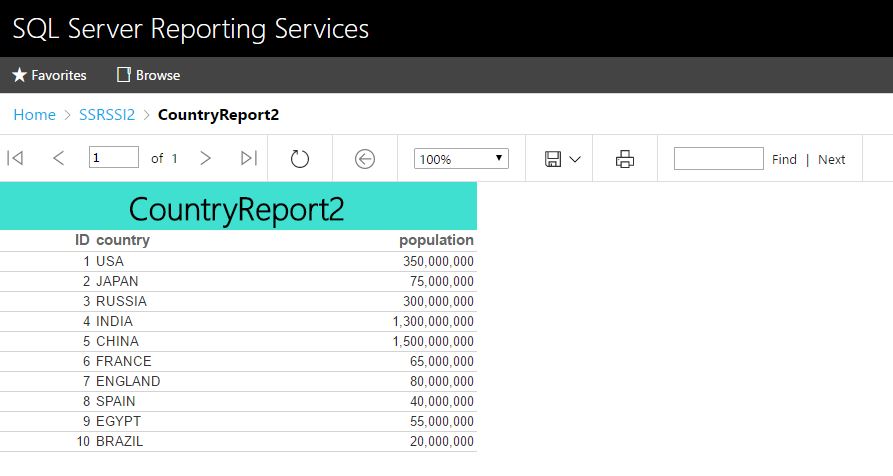 SQL Server Reporting Services
Favorites Browse
Home > SSRSSI2 > CountryReport2
1 of 1 100% Find | Next
CountryReport2
ID country population
1 USA 350,000,000
2 JAPAN 75,000,000
3 RUSSIA 300,000,000
4 INDIA 1,300,000,000
5 CHINA 1,500,000,000
6 FRANCE 65,000,000
7 ENGLAND 80,000,000
8 SPAIN 40,000,000
9 EGYPT 55,000,000
10 BRAZIL 20,000,000